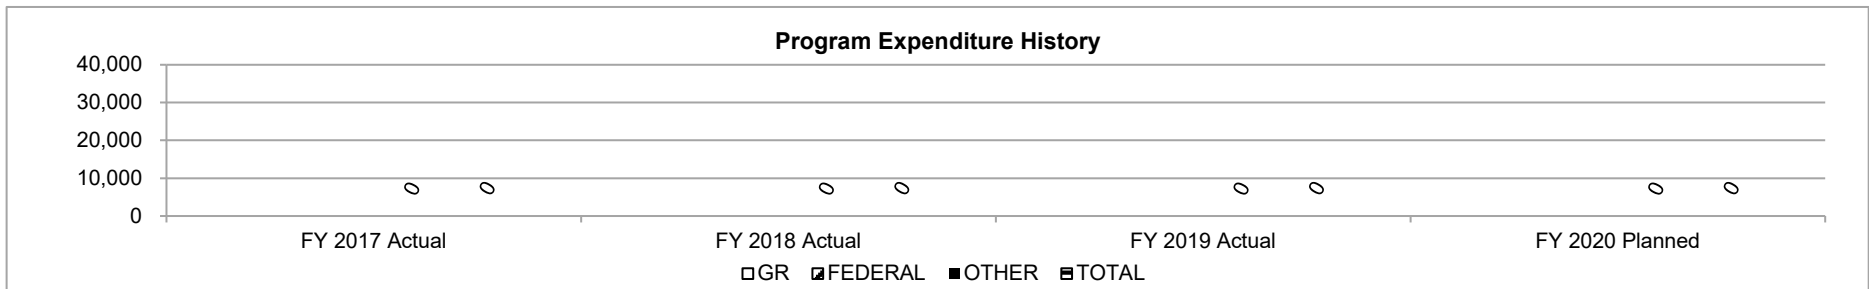 Program Expenditure History
40,000
30,000
20,000
10,000
0
0 0 0 0 0 0 0 0
FY 2017 Actual FY 2018 Actual FY 2019 Actual FY 2020 Planned
GR FEDERAL OTHER TOTAL